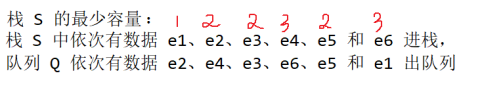 栈 S 的最少容量: 1 2 2 3 2 3
栈 S 中依次有数据 e1、e2、e3、e4、e5 和 e6 进栈,
队列 Q 依次有数据 e2、e4、e3、e6、e5 和 e1 出队列